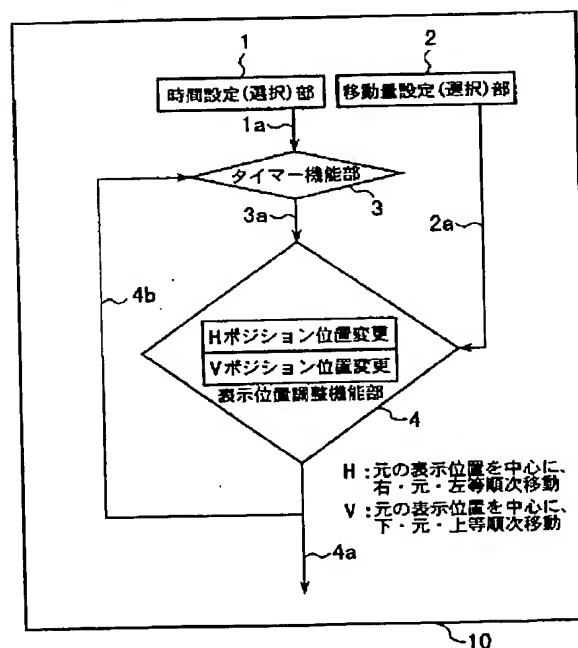 1
2
時間設定(選択)部
移動量設定(選択)部
1a
タイマー機能部
3
3a
2a
4b
Hポジション位置変更
Vポジション位置変更
表示位置調整機能部
4
H:元の表示位置を中心に、
右・元・左等順次移動
V:元の表示位置を中心に、
下・元・上等順次移動
4a
10